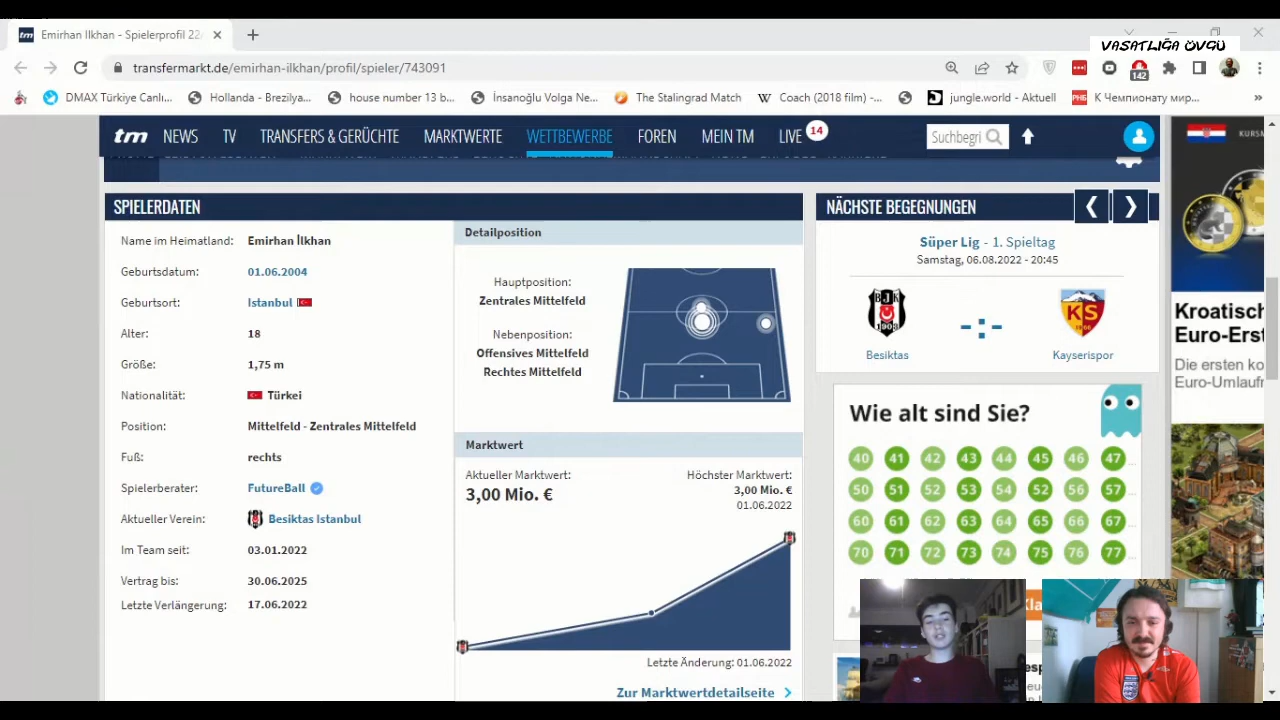 Emirhan Ilkhan - Spielerprofil 22/
VASATLIĞA ÖVGÜ
transfermarkt.de/emirhan-ilkhan/profil/spieler/743091
142
DMAX Türkiye Canlı...
Hollanda - Brezilya...
house number 13 b...
İnsanoğlu Volga Ne...
The Stalingrad Match
Coach (2018 film) -...
jungle.world - Aktuell
К Чемпионату мир...
tm NEWS TV TRANSFERS & GERÜCHTE MARKTWERTE WETTBEWERBE FOREN MEIN TM LIVE 14
Suchbegri
SPIELERDATEN
Name im Heimatland: Emirhan İlkhan
Geburtsdatum: 01.06.2004
Geburtsort: Istanbul
Alter: 18
Größe: 1,75 m
Nationalität: Türkei
Position: Mittelfeld - Zentrales Mittelfeld
Fuß: rechts
Spielerberater: FutureBall
Aktueller Verein: Besiktas Istanbul
Im Team seit: 03.01.2022
Vertrag bis: 30.06.2025
Letzte Verlängerung: 17.06.2022
Detailposition
Hauptposition:
Zentrales Mittelfeld
Nebenposition:
Offensives Mittelfeld
Rechtes Mittelfeld
Marktwert
Aktueller Marktwert:
3,00 Mio. €
Höchster Marktwert:
3,00 Mio. €
01.06.2022
Letzte Änderung: 01.06.2022
Zur Marktwertdetailseite
NÄCHSTE BEGEGNUNGEN
Süper Lig - 1. Spieltag
Samstag, 06.08.2022 - 20:45
BJK
1903
-:-
KS
Besiktas
Kayserispor
Wie alt sind Sie?
40 41 42 43 44 45 46 47 ...
50 51 52 53 54 52 56 57 ...
60 61 62 63 64 65 66 67 ...
70 71 72 73 74 75 76 77 ...
KURSM
Kroatisch
Euro-Erst
Die ersten ko
Euro-Umlaufr